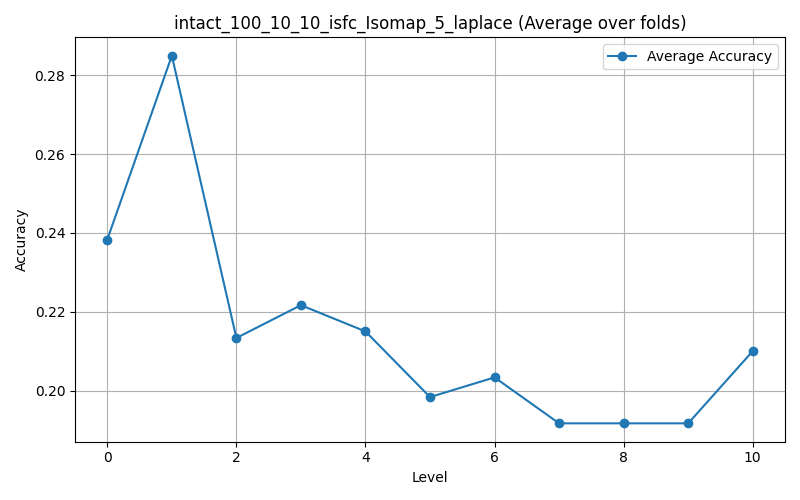 intact_100_10_10_isfc_Isomap_5_laplace (Average over folds)
Average Accuracy
Accuracy
0.28
0.26
0.24
0.22
0.20
0 2 4 6 8 10
Level